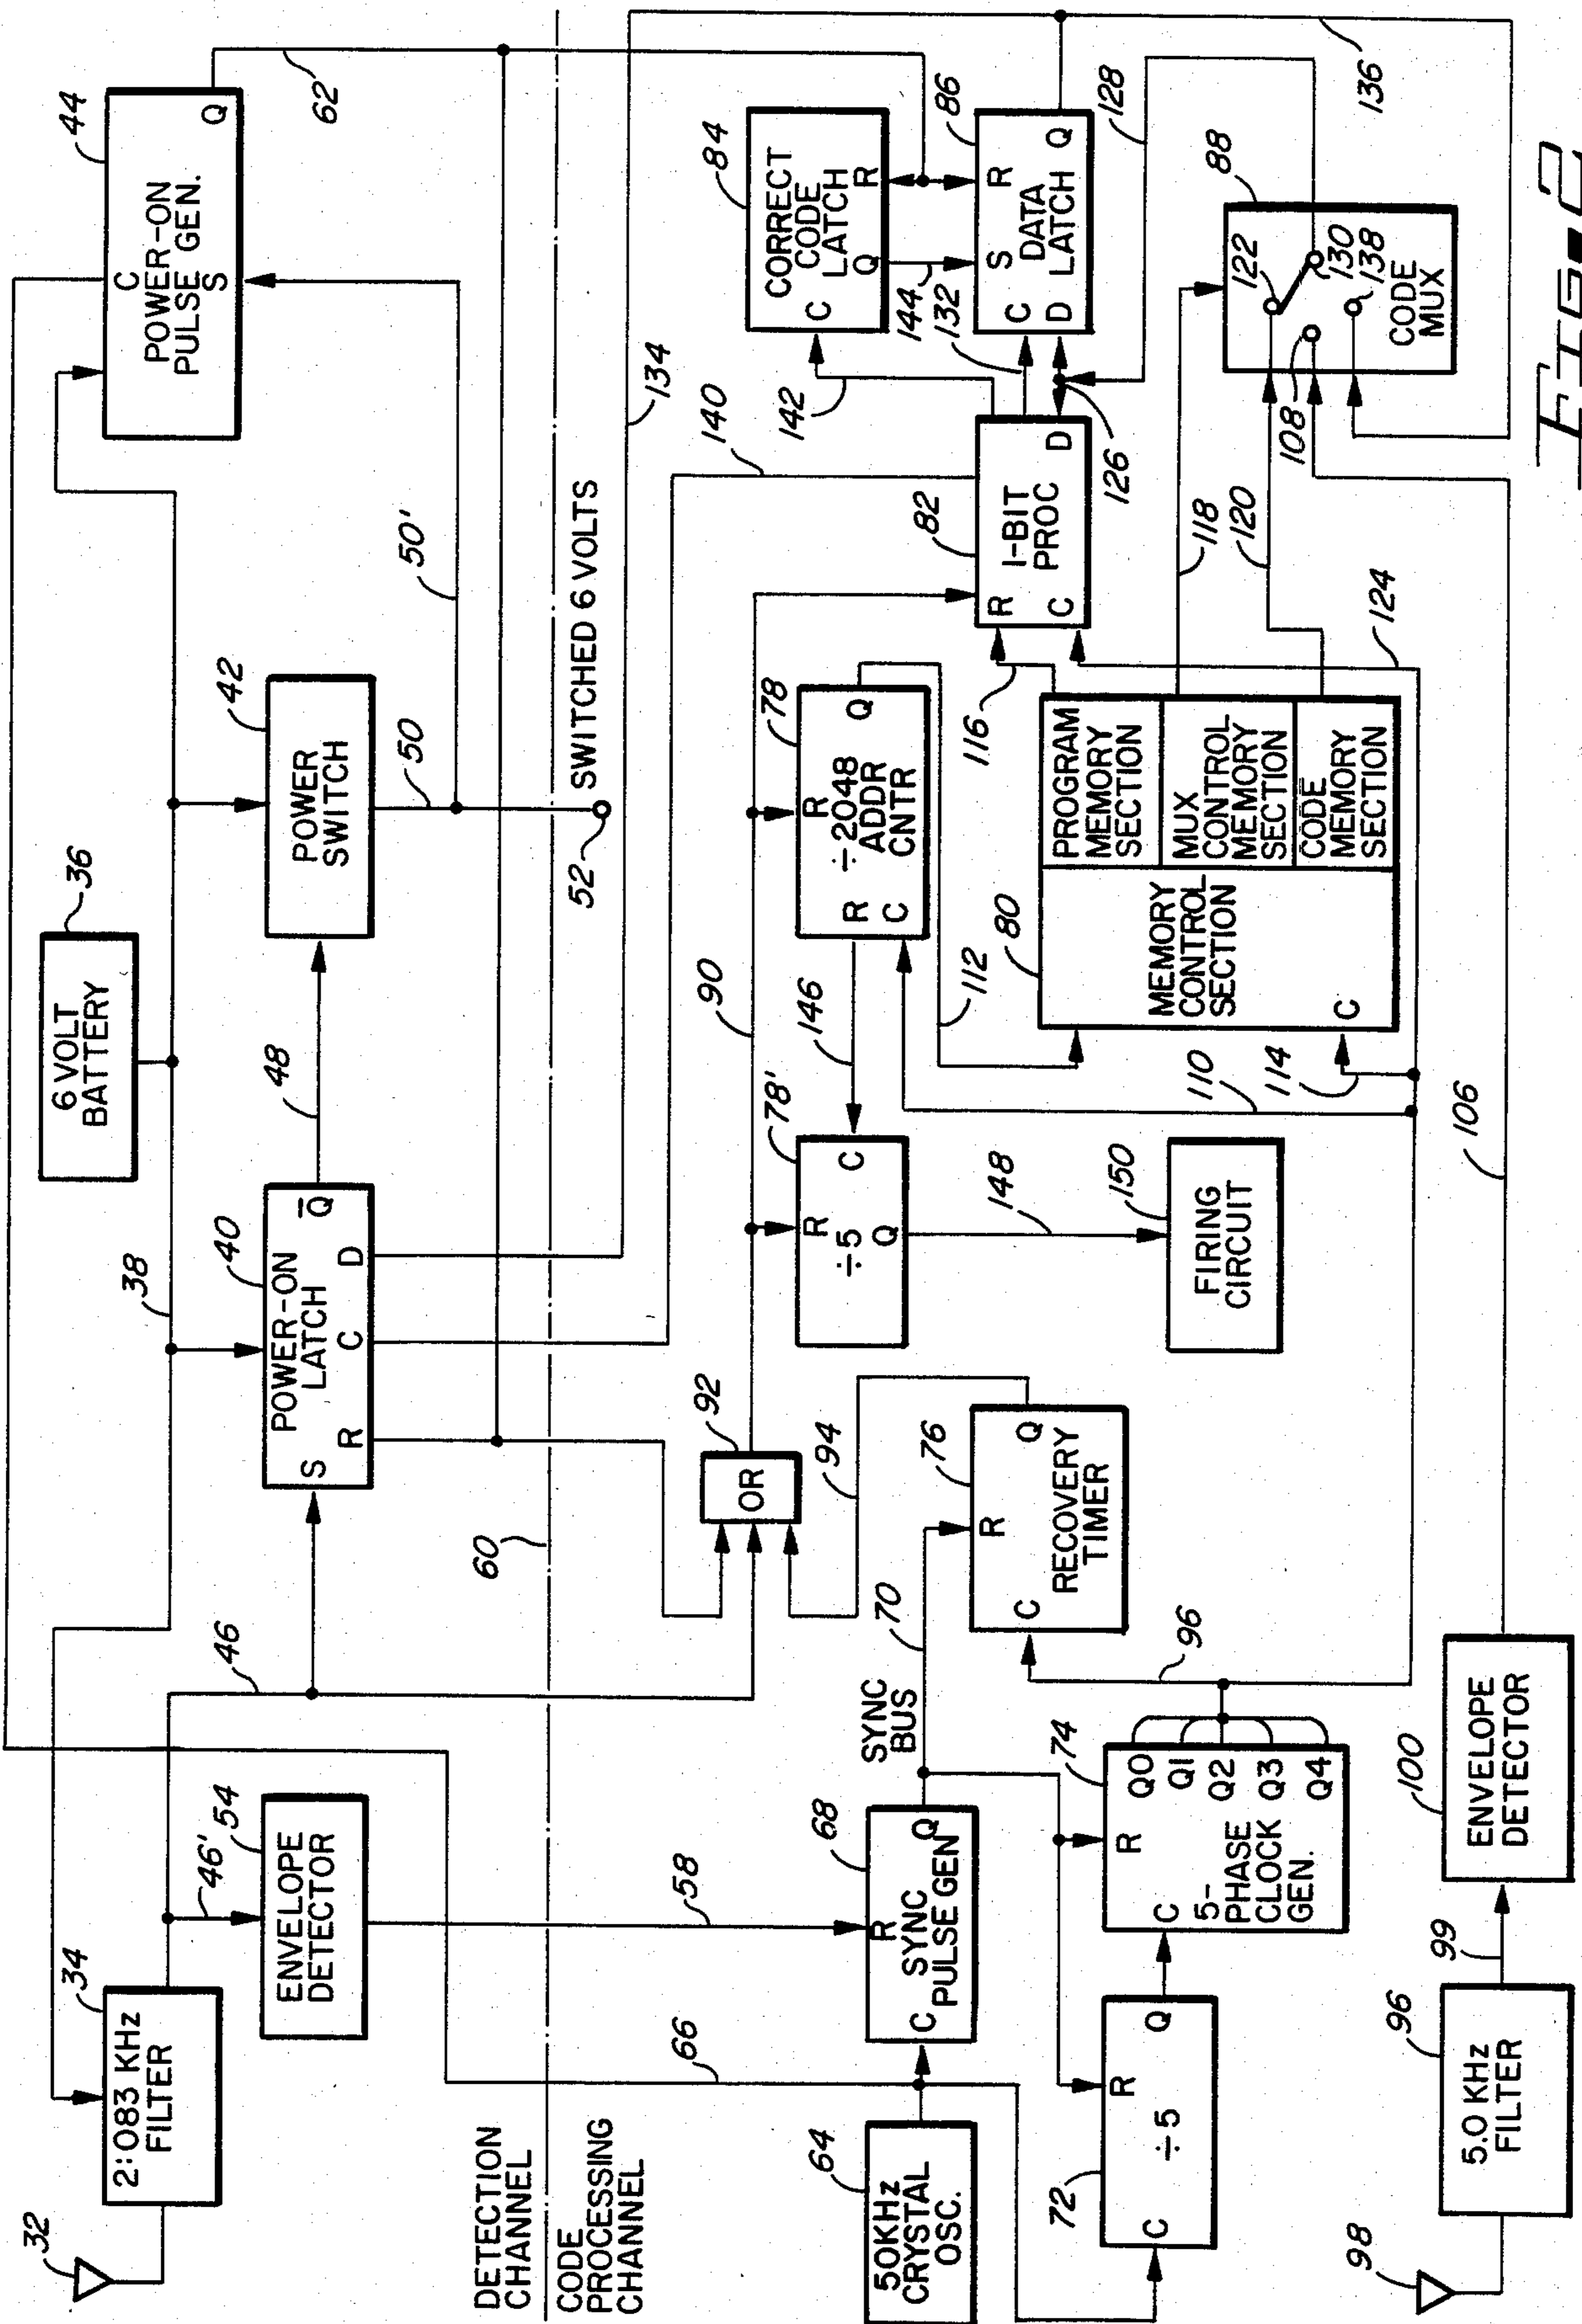 32
34
2:083 KHz
FILTER
46'
54
ENVELOPE
DETECTOR
46
38
40
POWER-ON
LATCH
S
R
C
D
Q̅
36
6 VOLT
BATTERY
48
42
POWER
SWITCH
50
50'
44
C
POWER-ON
PULSE GEN.
S
Q
62
DETECTION
CHANNEL
60
CODE
PROCESSING
CHANNEL
52
SWITCHED 6 VOLTS
58
66
64
50KHz
CRYSTAL
OSC.
68
R
SYNC
PULSE GEN
C
Q
SYNC
BUS
70
72
R
÷5
C
Q
74
R
C
5-
PHASE
CLOCK
GEN.
Q0
Q1
Q2
Q3
Q4
76
R
C
RECOVERY
TIMER
Q
96
94
92
OR
90
78'
R
÷5
C
Q
146
148
150
FIRING
CIRCUIT
78
R
R
÷2048
ADDR
CNTR
C
Q
112
110
114
80
MEMORY
CONTROL
SECTION
C
PROGRAM
MEMORY
SECTION
MUX
CONTROL
MEMORY
SECTION
CODE
MEMORY
SECTION
116
118
120
124
134
140
82
R
1-BIT
PROC
C
D
126
142
84
CORRECT
CODE
LATCH
C
Q
R
144
132
86
S
R
C
DATA
LATCH
D
Q
128
136
88
122
130
138
108
CODE
MUX
98
96
5.0 KHz
FILTER
99
100
ENVELOPE
DETECTOR
106
FIG-2